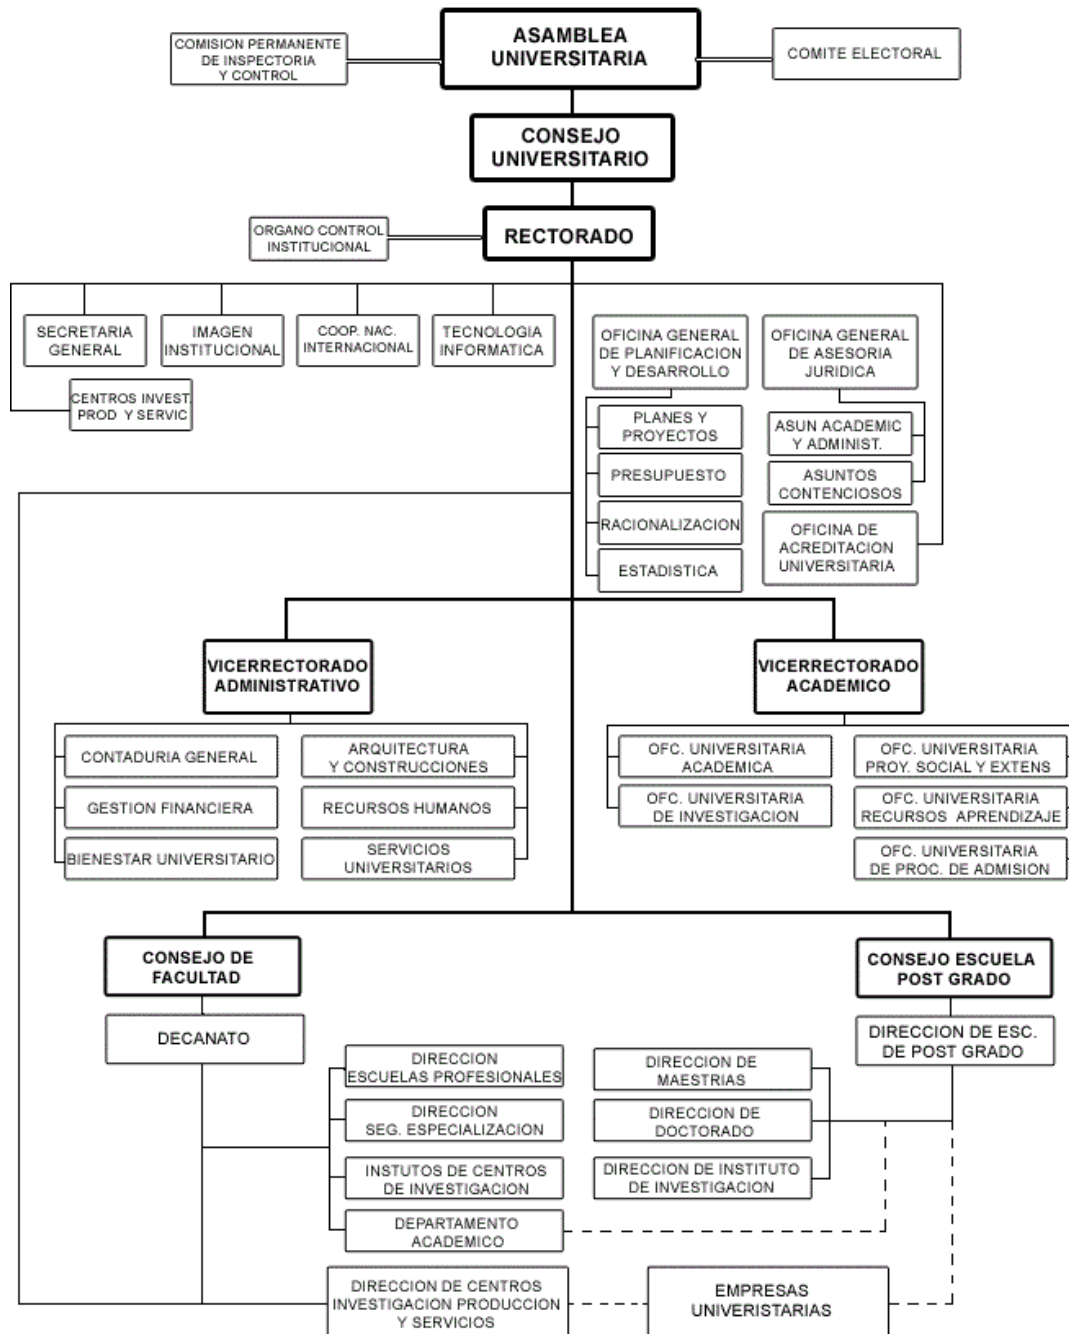 ASAMBLEA
UNIVERSITARIA
COMISION PERMANENTE
DE INSPECTORIA
Y CONTROL
COMITE ELECTORAL
CONSEJO
UNIVERSITARIO
RECTORADO
ORGANO CONTROL
INSTITUCIONAL
SECRETARIA
GENERAL
IMAGEN
INSTITUCIONAL
COOP. NAC.
INTERNACIONAL
TECNOLOGIA
INFORMATICA
OFICINA GENERAL
DE PLANIFICACION
Y DESARROLLO
OFICINA GENERAL
DE ASESORIA
JURIDICA
CENTROS INVEST.
PROD Y SERVIC
PLANES Y
PROYECTOS
PRESUPUESTO
RACIONALIZACION
ESTADISTICA
ASUN ACADEMIC
Y ADMINIST.
ASUNTOS
CONTENCIOSOS
OFICINA DE
ACREDITACION
UNIVERSITARIA
VICERRECTORADO
ADMINISTRATIVO
VICERRECTORADO
ACADEMICO
CONTADURIA GENERAL
GESTION FINANCIERA
BIENESTAR UNIVERSITARIO
ARQUITECTURA
Y CONSTRUCCIONES
RECURSOS HUMANOS
SERVICIOS
UNIVERSITARIOS
OFC. UNIVERSITARIA
ACADEMICA
OFC. UNIVERSITARIA
DE INVESTIGACION
OFC. UNIVERSITARIA
PROY. SOCIAL Y EXTENS
OFC. UNIVERSITARIA
RECURSOS APRENDIZAJE
OFC. UNIVERSITARIA
DE PROC. DE ADMISION
CONSEJO DE
FACULTAD
CONSEJO ESCUELA
POST GRADO
DECANATO
DIRECCION DE ESC.
DE POST GRADO
DIRECCION
ESCUELAS PROFESIONALES
DIRECCION
SEG. ESPECIALIZACION
INSTUTOS DE CENTROS
DE INVESTIGACION
DEPARTAMENTO
ACADEMICO
DIRECCION DE
MAESTRIAS
DIRECCION DE
DOCTORADO
DIRECCION DE INSTITUTO
DE INVESTIGACION
DIRECCION DE CENTROS
INVESTIGACION PRODUCCION
Y SERVICIOS
EMPRESAS
UNIVERISTARIAS